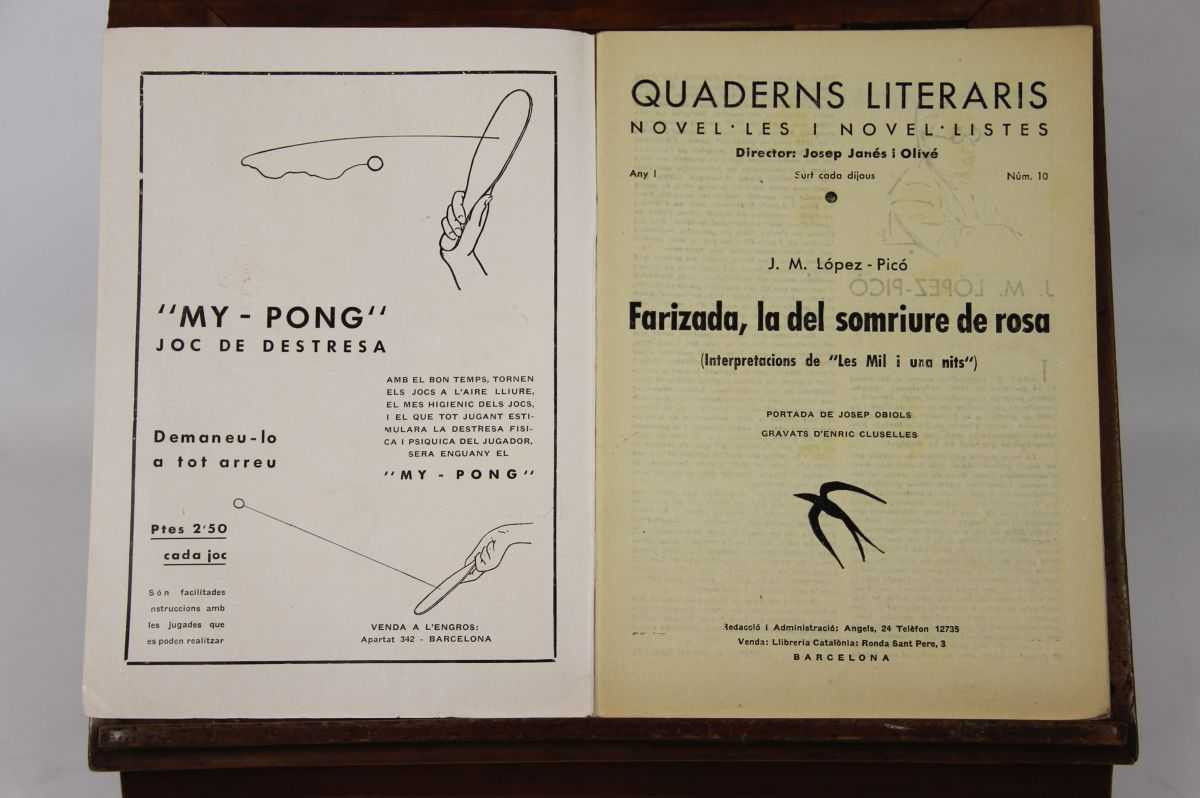 "MY - PONG"
JOC DE DESTRESA
AMB EL BON TEMPS, TORNEN
ELS JOCS A L'AIRE LLIURE,
EL MES HIGIENIC DELS JOCS,
I EL QUE TOT JUGANT ESTI-
MULARA LA DESTRESA FISI-
CA I PSIQUICA DEL JUGADOR,
SERA ENGUANY EL
"MY - PONG"
Demaneu-lo
a tot arreu
Ptes 2'50
cada joc
Són facilitades
nstruccions amb
les jugades que
es poden realitzar
VENDA A L'ENGROS:
Apartat 342 - BARCELONA
QUADERNS LITERARIS
NOVEL·LES I NOVEL·LISTES
Director: Josep Janés i Olivé
Any I Surt cada dijous Núm. 10
J. M. López-Picó
J. M. LÓPEZ-PICÓ
Farizada, la del somriure de rosa
(Interpretacions de "Les Mil i una nits")
PORTADA DE JOSEP OBIOLS
GRAVATS D'ENRIC CLUSELLES
Redacció i Administració: Angels, 24 Telèfon 12735
Venda: Llibreria Catalònia: Ronda Sant Pere, 3
BARCELONA